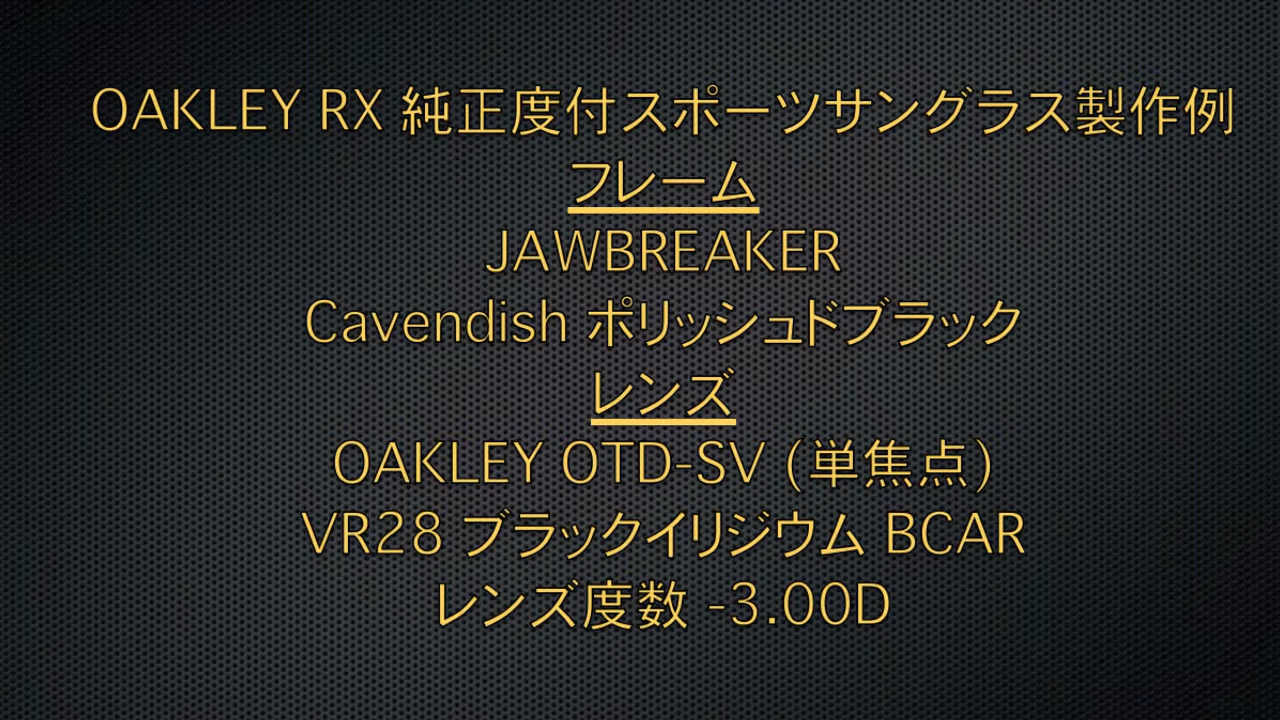 OAKLEY RX 純正度付スポーツサングラス製作例
フレーム
JAWBREAKER
Cavendish ポリッシュドブラック
レンズ
OAKLEY OTD-SV (単焦点)
VR28 ブラックイリジウム BCAR
レンズ度数 -3.00D